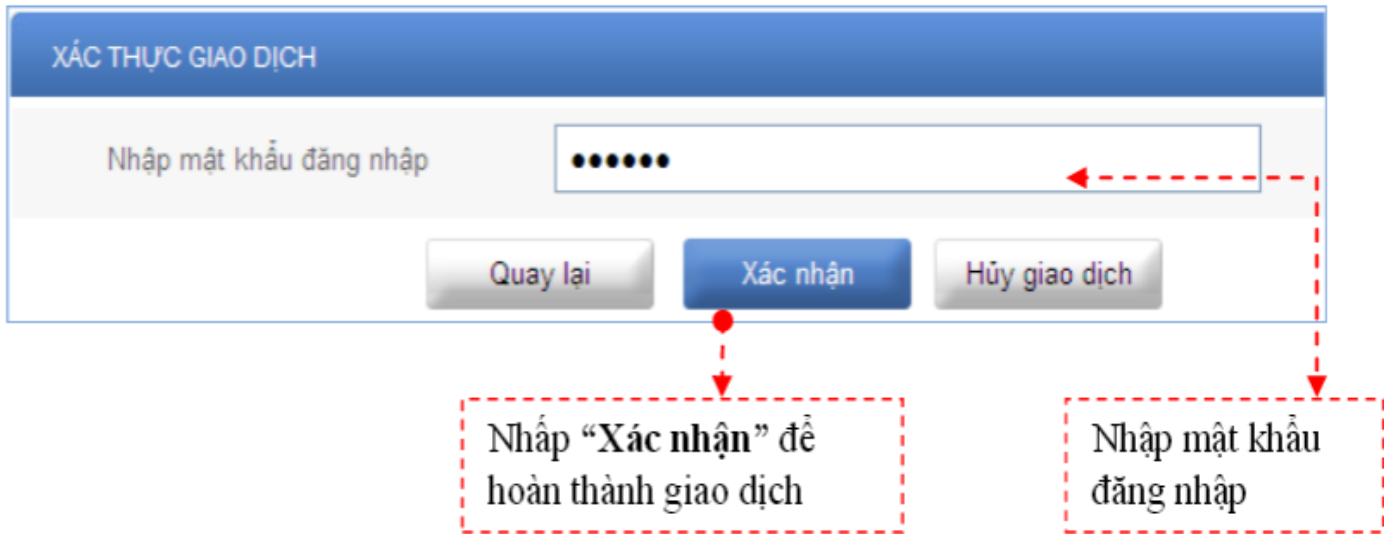 XÁC THỰC GIAO DỊCH
Nhập mật khẩu đăng nhập ••••••
Quay lại Xác nhận Hủy giao dịch
Nhấp “Xác nhận” để
hoàn thành giao dịch
Nhập mật khẩu
đăng nhập